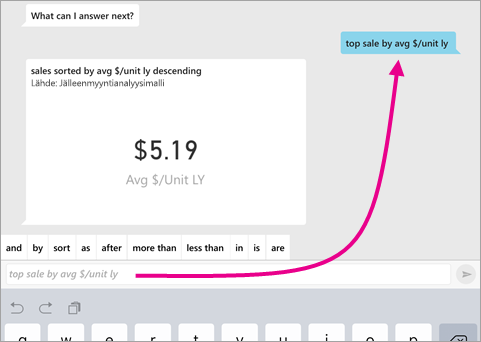 What can I answer next?
top sale by avg $/unit ly
sales sorted by avg $/unit ly descending
Lähde: Jälleenmyyntianalyysimalli
$5.19
Avg $/Unit LY
and by sort as after more than less than in is are
top sale by avg $/unit ly
q w e r t y u i o p